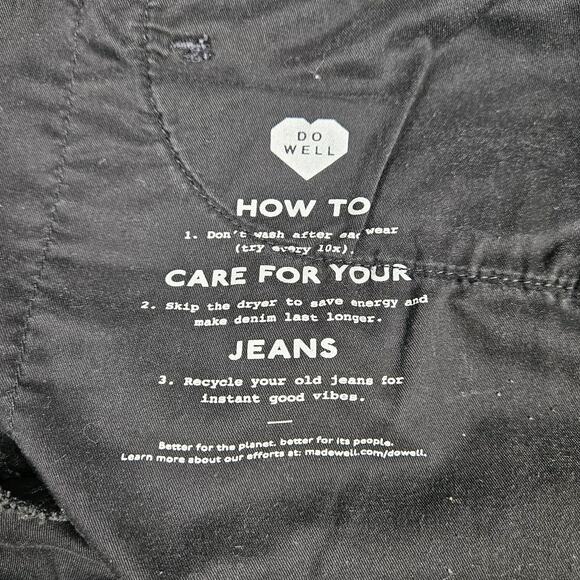 DO
WELL
HOW TO
1. Don't wash after eac wear
(try every 10x).
CARE FOR YOUR
2. Skip the dryer to save energy and
make denim last longer.
JEANS
3. Recycle your old jeans for
instant good vibes.
Better for the planet. better for its people.
Learn more about our efforts at: madewell.com/dowell.